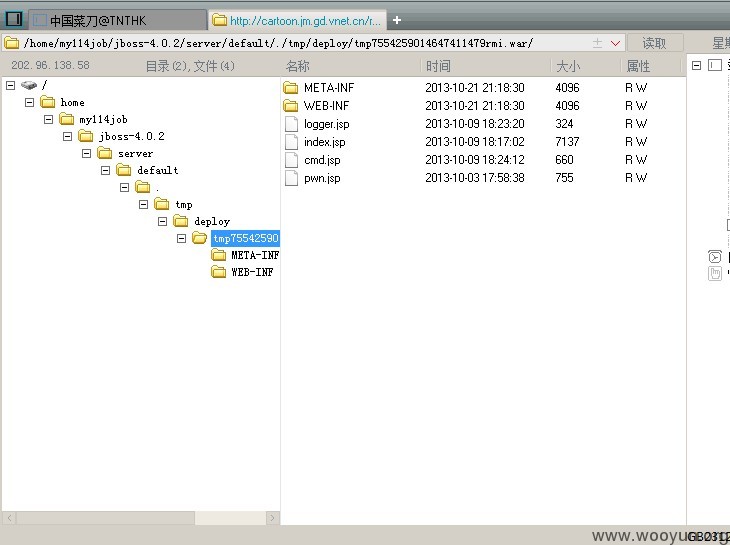 中国菜刀@TNTHK
http://cartoon.jm.gd.vnet.cn/r... +
/home/my114job/jboss-4.0.2/server/default/./tmp/deploy/tmp7554259014647411479rmi.war/
读取
202.96.138.58 目录(2),文件(4)
名称 时间 大小 属性
/
home
my114job
jboss-4.0.2
server
default
.
tmp
deploy
tmp75542590
META-INF
WEB-INF
META-INF 2013-10-21 21:18:30 4096 R W
WEB-INF 2013-10-21 21:18:30 4096 R W
logger.jsp 2013-10-09 18:23:20 324 R W
index.jsp 2013-10-09 18:17:02 7137 R W
cmd.jsp 2013-10-09 18:24:12 660 R W
pwn.jsp 2013-10-03 17:58:38 755 R W
星期